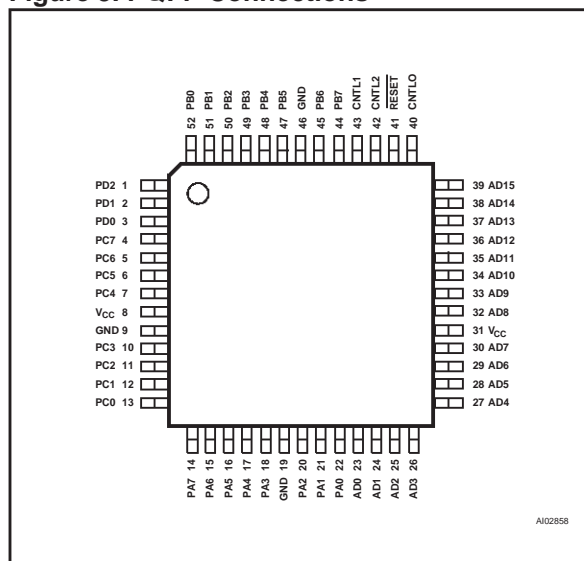 52 PB0
51 PB1
50 PB2
49 PB3
48 PB4
47 PB5
46 GND
45 PB6
44 PB7
43 CNTL1
42 CNTL2
41 RESET
40 CNTL0
PD2 1
PD1 2
PD0 3
PC7 4
PC6 5
PC5 6
PC4 7
VCC 8
GND 9
PC3 10
PC2 11
PC1 12
PC0 13
39 AD15
38 AD14
37 AD13
36 AD12
35 AD11
34 AD10
33 AD9
32 AD8
31 VCC
30 AD7
29 AD6
28 AD5
27 AD4
PA7 14
PA6 15
PA5 16
PA4 17
PA3 18
GND 19
PA2 20
PA1 21
PA0 22
AD0 23
AD1 24
AD2 25
AD3 26
AI02858